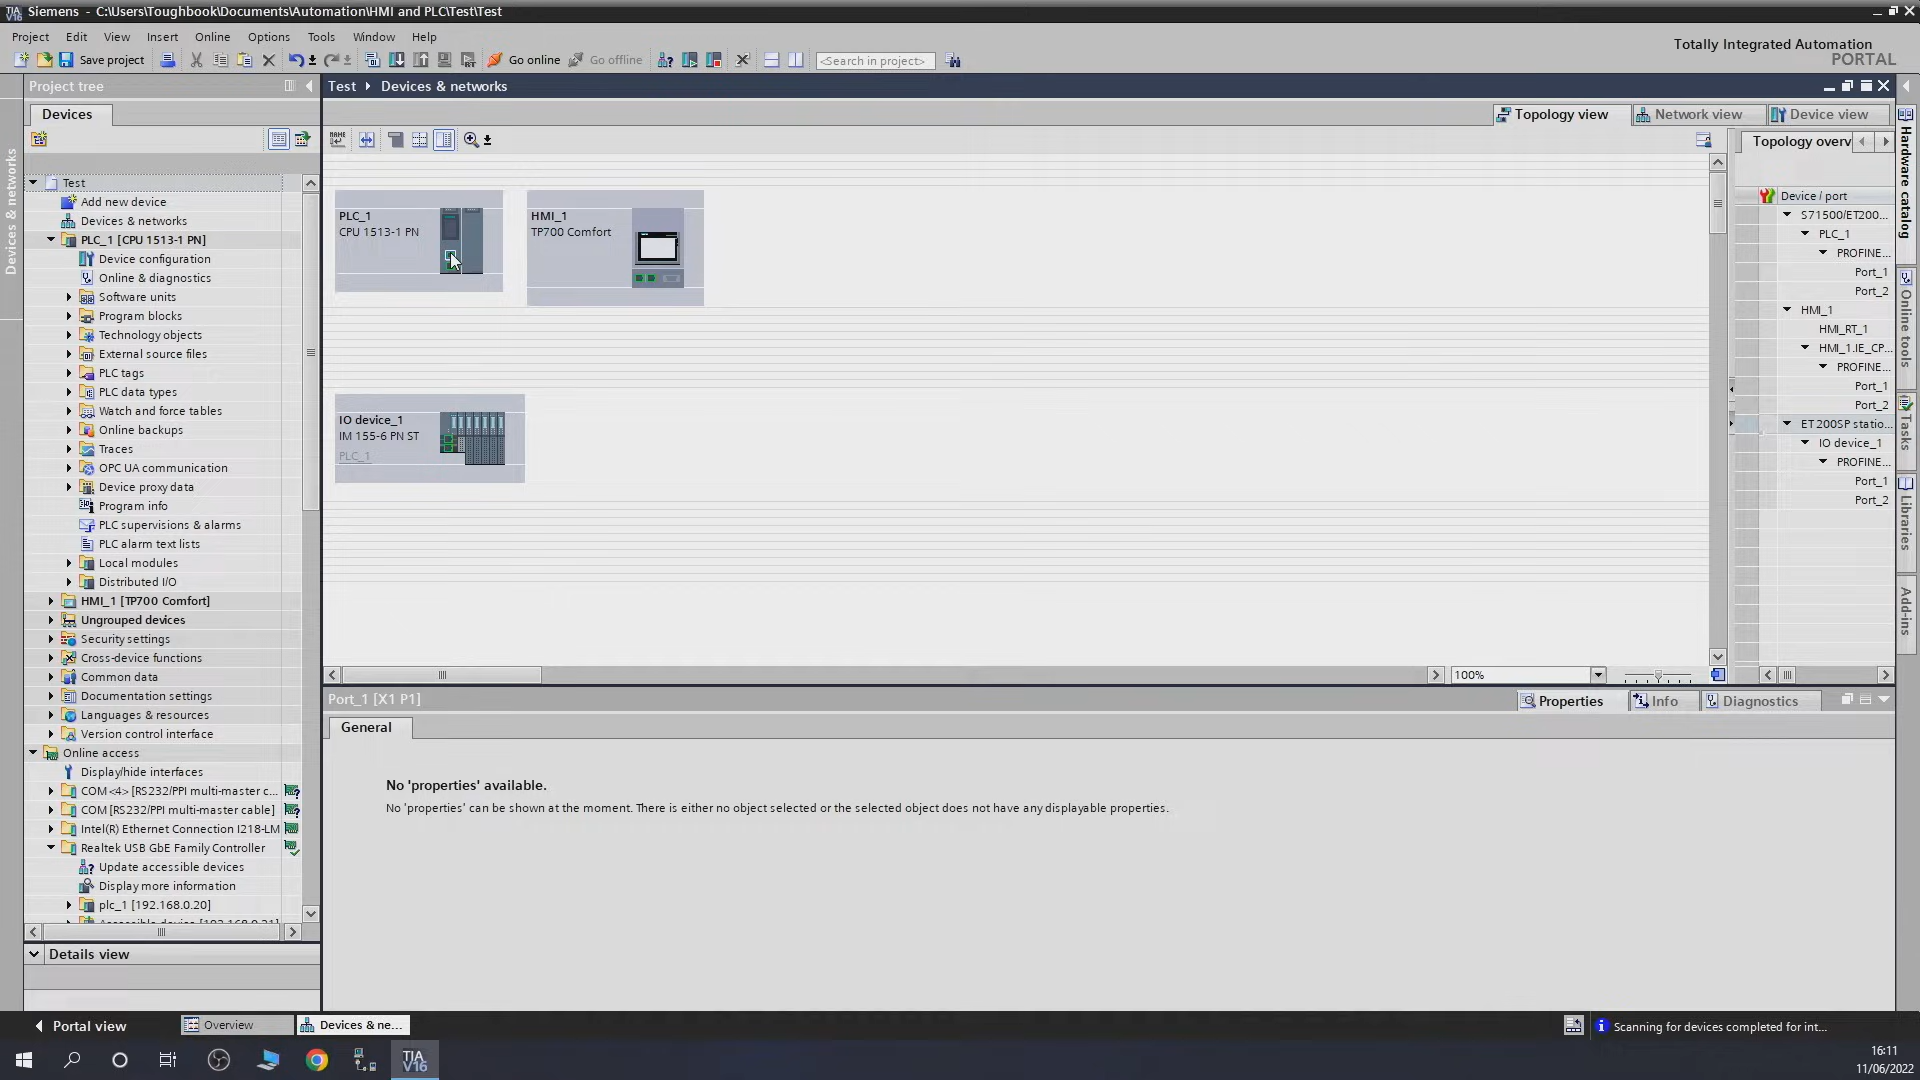 Siemens - C:\Users\Toughbook\Documents\Automation\HMI and PLC\Test\Test
Project Edit View Insert Online Options Tools Window Help
Totally Integrated Automation
PORTAL
Save project
Go online
Go offline
<Search in project>
Project tree
Devices
Devices & networks
Test
Add new device
Devices & networks
PLC_1 [CPU 1513-1 PN]
Device configuration
Online & diagnostics
Software units
Program blocks
Technology objects
External source files
PLC tags
PLC data types
Watch and force tables
Online backups
Traces
OPC UA communication
Device proxy data
Program info
PLC supervisions & alarms
PLC alarm text lists
Local modules
Distributed I/O
HMI_1 [TP700 Comfort]
Ungrouped devices
Security settings
Cross-device functions
Common data
Documentation settings
Languages & resources
Version control interface
Online access
Display/hide interfaces
COM <4> [RS232/PPI multi-master c...
COM [RS232/PPI multi-master cable]
Intel(R) Ethernet Connection I218-LM
Realtek USB GbE Family Controller
Update accessible devices
Display more information
plc_1 [192.168.0.20]
Accessible device [192.168.0.21]
Details view
Test
Devices & networks
Topology view
Network view
Device view
PLC_1
CPU 1513-1 PN
HMI_1
TP700 Comfort
IO device_1
IM 155-6 PN ST
PLC_1
100%
Topology overv
Device / port
S71500/ET200...
PLC_1
PROFINE...
Port_1
Port_2
HMI_1
HMI_RT_1
HMI_1.IE_CP...
PROFINE...
Port_1
Port_2
ET 200SP statio...
IO device_1
PROFINE...
Port_1
Port_2
Hardware catalog
Online tools
Tasks
Libraries
Add-ins
Port_1 [X1 P1]
Properties
Info
Diagnostics
General
No 'properties' available.
No 'properties' can be shown at the moment. There is either no object selected or the selected object does not have any displayable properties.
Portal view
Overview
Devices & ne...
Scanning for devices completed for int...
TIA
V16
16:11
11/06/2022